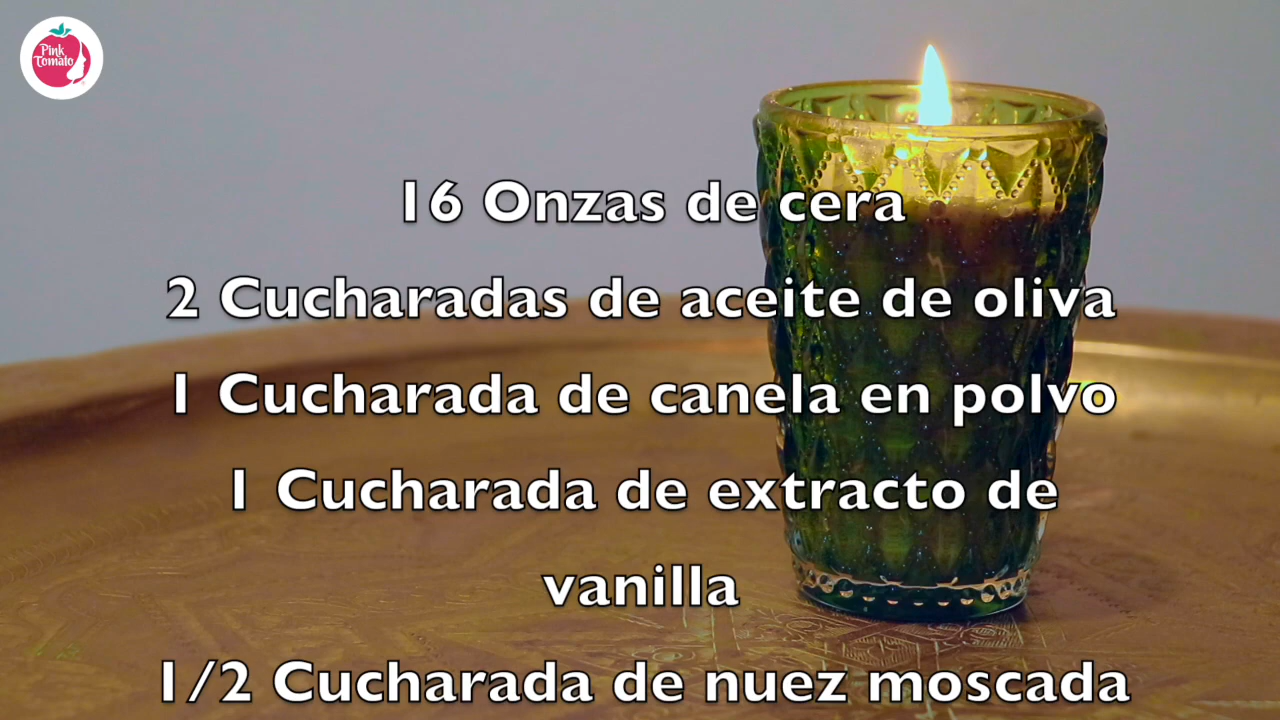 Pink
Tomato
16 Onzas de cera
2 Cucharadas de aceite de oliva
1 Cucharada de canela en polvo
1 Cucharada de extracto de
vanilla
1/2 Cucharada de nuez moscada